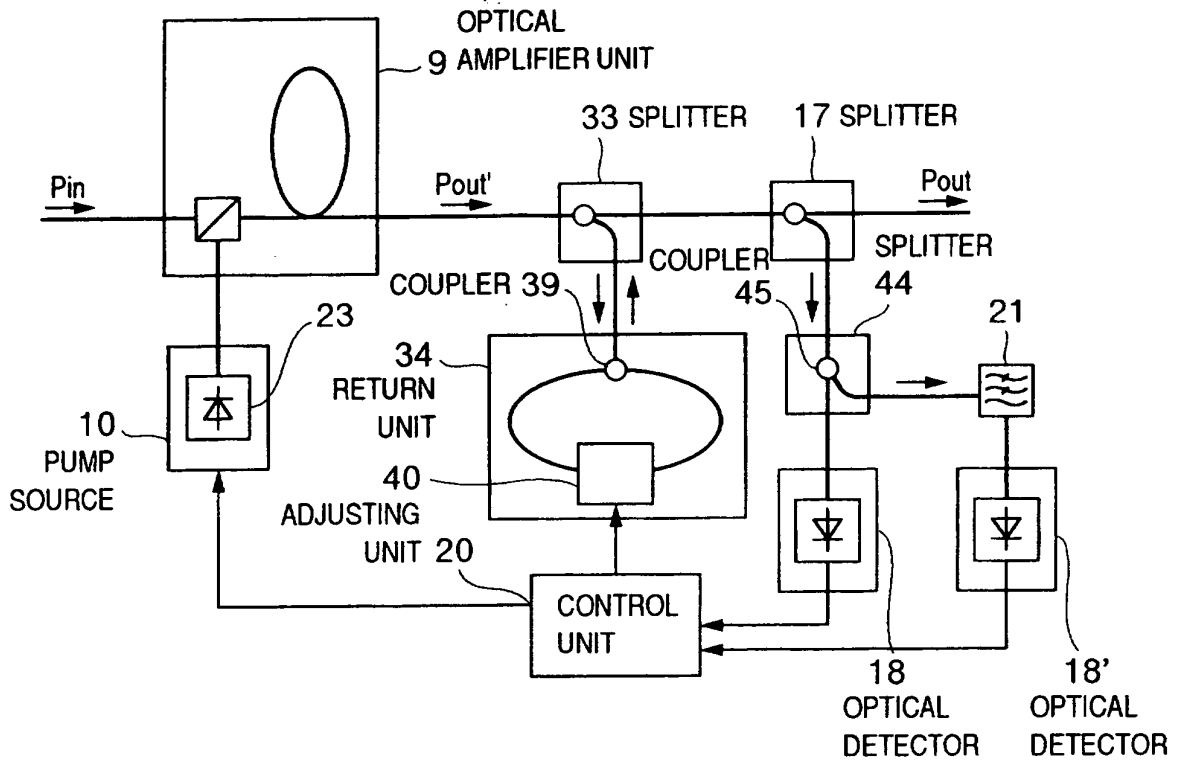 OPTICAL
9 AMPLIFIER UNIT
33 SPLITTER
17 SPLITTER
Pin
Pout'
Pout
COUPLER 39
COUPLER
45
SPLITTER
44
23
34
RETURN
UNIT
21
10
PUMP
SOURCE
40
ADJUSTING
UNIT
20
CONTROL
UNIT
18
OPTICAL
DETECTOR
18'
OPTICAL
DETECTOR